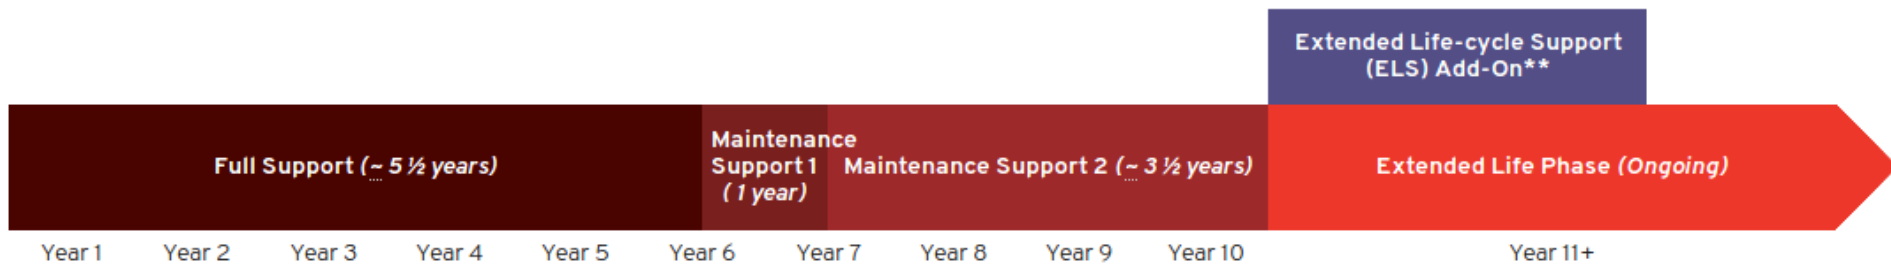 Extended Life-cycle Support
(ELS) Add-On**
Full Support (~ 5 ½ years)
Maintenance
Support 1
( 1 year)
Maintenance Support 2 (~ 3 ½ years)
Extended Life Phase (Ongoing)
Year 1 Year 2 Year 3 Year 4 Year 5 Year 6 Year 7 Year 8 Year 9 Year 10 Year 11+